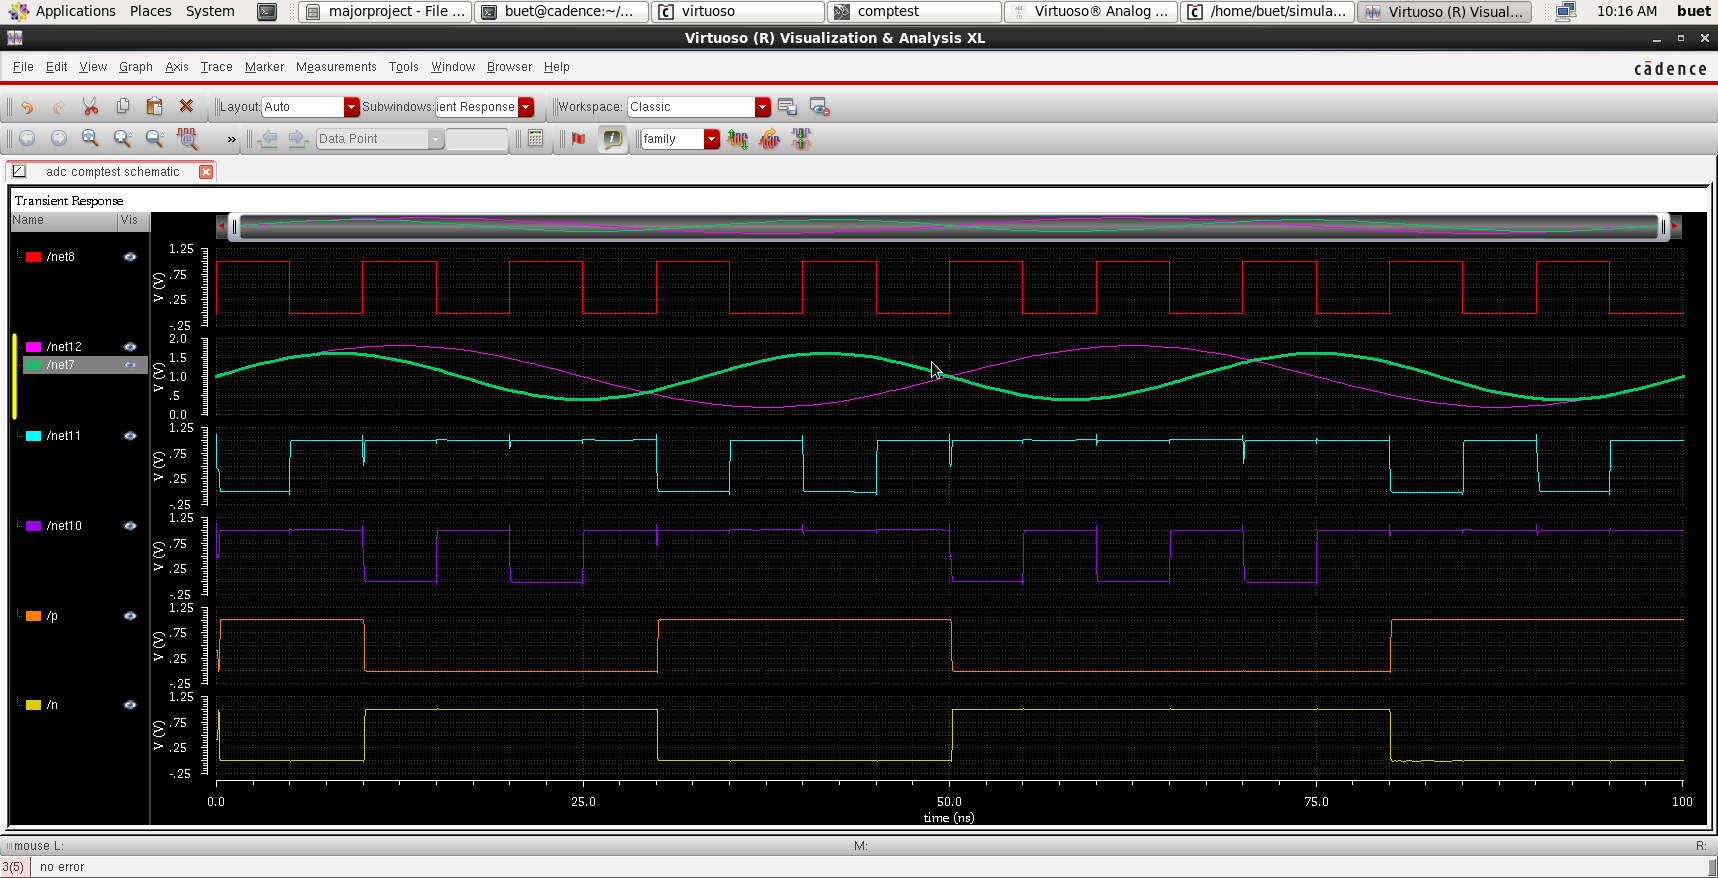 Applications Places System majorproject - File ... buet@cadence:~/... virtuoso comptest Virtuoso® Analog ... /home/buet/simula... Virtuoso (R) Visual... 10:16 AM buet
Virtuoso (R) Visualization & Analysis XL
File Edit View Graph Axis Trace Marker Measurements Tools Window Browser Help
cādence
Layout: Auto Subwindows: ient Response Workspace: Classic
» Data Point family
adc comptest schematic
Transient Response
Name Vis
/net8
V (V)
1.25
.75
.25
-.25
/net12
/net7
V (V)
2.0
1.5
1.0
.5
0.0
/net11
V (V)
1.25
.75
.25
-.25
/net10
V (V)
1.25
.75
.25
-.25
/p
V (V)
1.25
.75
.25
-.25
/n
V (V)
1.25
.75
.25
-.25
0.0 25.0 50.0 75.0 100
time (ns)
mouse L: M: R:
3(5) no error